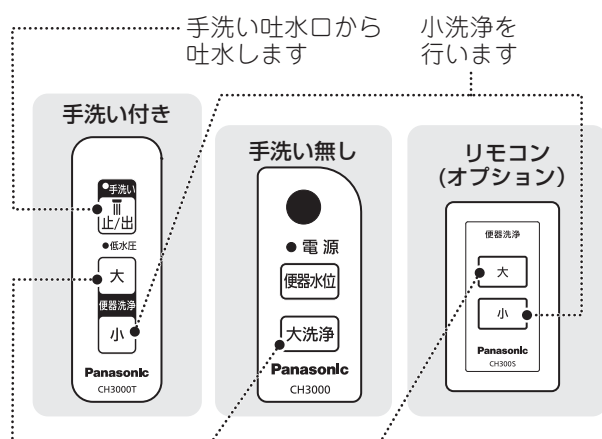 手洗い吐水口から
吐水します
小洗浄を
行います
手洗い付き
手洗い
止/出
低水圧
大
便器洗浄
小
Panasonic
CH3000T
手洗い無し
電源
便器水位
大洗浄
Panasonic
CH3000
リモコン
(オプション)
便器洗浄
大
小
Panasonic
CH300S